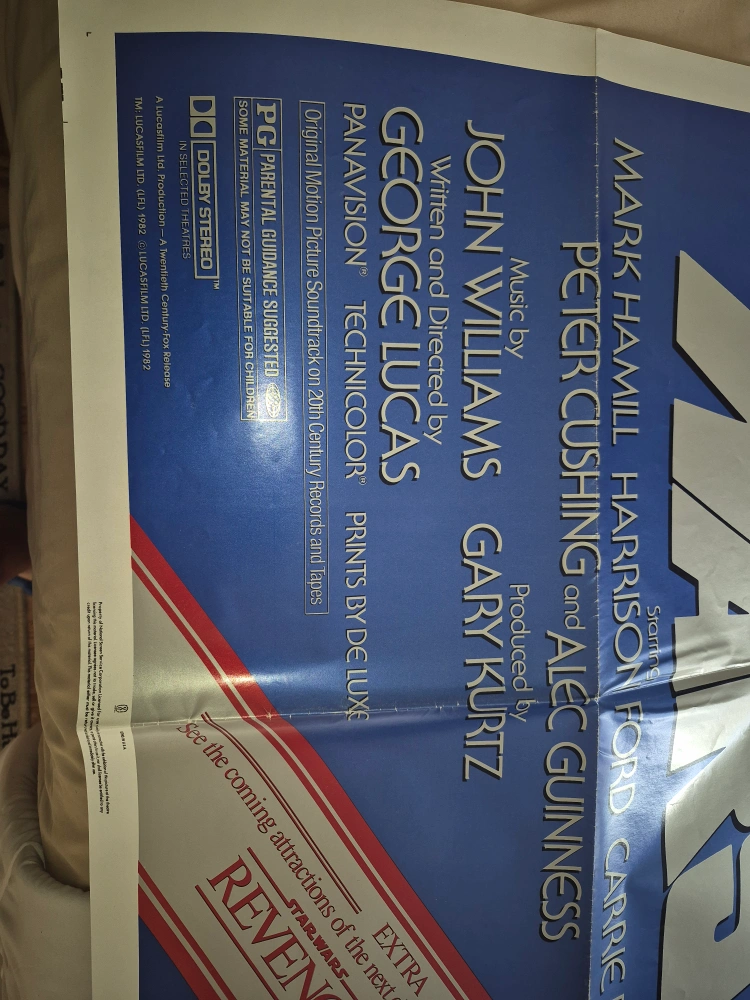 Starring
MARK HAMILL HARRISON FORD CARRIE
PETER CUSHING and ALEC GUINNESS
Music by
JOHN WILLIAMS
Produced by
GARY KURTZ
Written and Directed by
GEORGE LUCAS
PANAVISION® TECHNICOLOR® PRINTS BY DE LUXE
Original Motion Picture Soundtrack on 20th Century Records and Tapes
PG PARENTAL GUIDANCE SUGGESTED
SOME MATERIAL MAY NOT BE SUITABLE FOR CHILDREN
DOLBY STEREO™
IN SELECTED THEATRES
A Lucasfilm Ltd. Production — A Twentieth Century-Fox Release
TM: LUCASFILM LTD. (LFL) 1982 © LUCASFILM LTD. (LFL) 1982
EXTRA
See the coming attractions of the next
STAR WARS
REVENG
To Be H